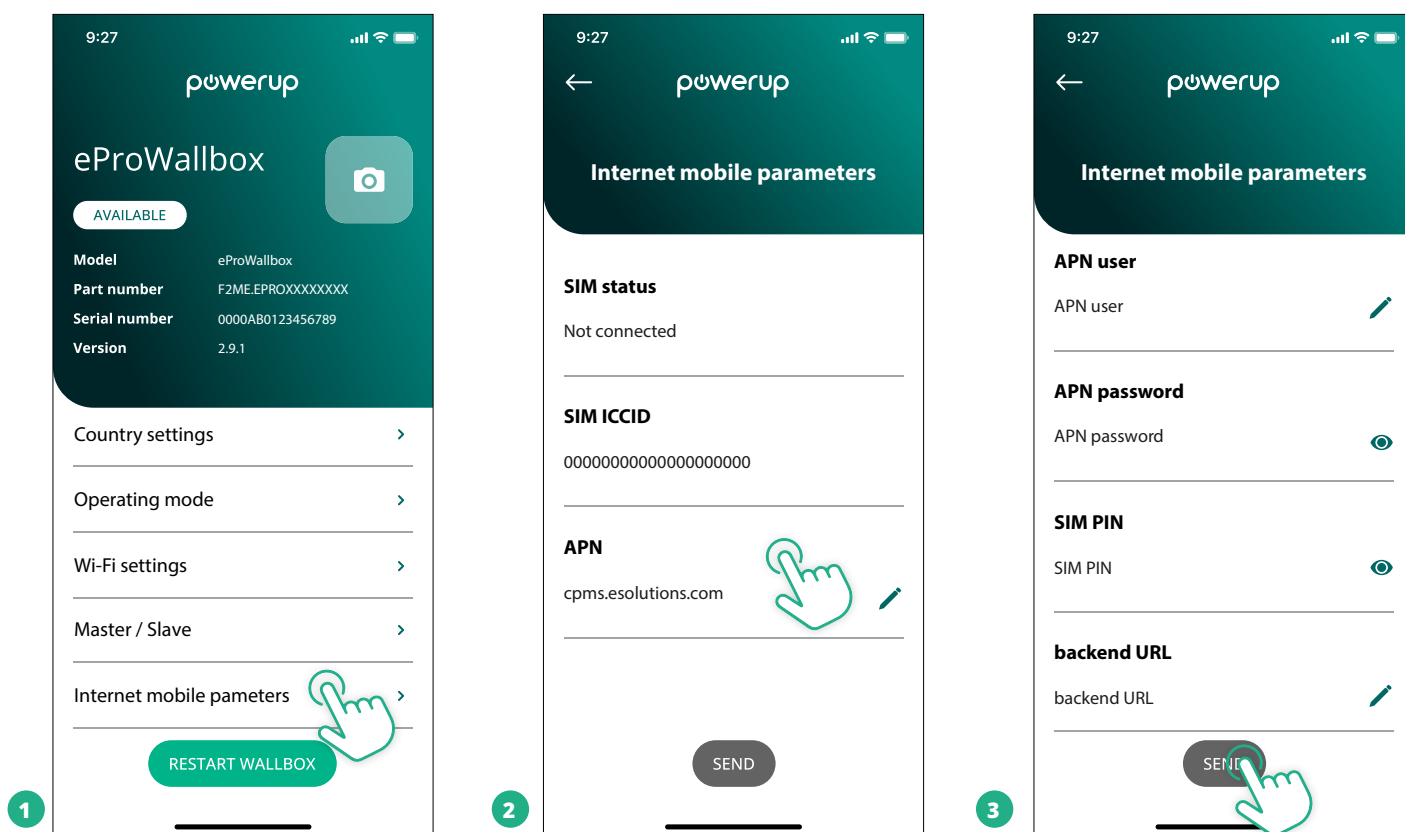 9:27
powerup
eProWallbox
AVAILABLE
Model eProWallbox
Part number F2ME.EPROXXXXXXXX
Serial number 0000AB0123456789
Version 2.9.1
Country settings
Operating mode
Wi-Fi settings
Master / Slave
Internet mobile pameters
RESTART WALLBOX
1
9:27
powerup
Internet mobile parameters
SIM status
Not connected
SIM ICCID
00000000000000000000
APN
cpms.esolutions.com
SEND
2
9:27
powerup
Internet mobile parameters
APN user
APN user
APN password
APN password
SIM PIN
SIM PIN
backend URL
backend URL
SEND
3